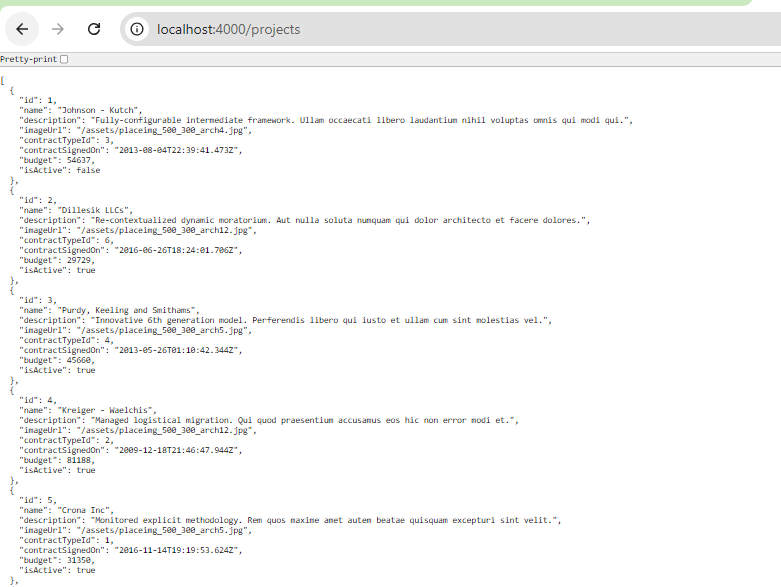 localhost:4000/projects
Pretty-print
[
  {
    "id": 1,
    "name": "Johnson - Kutch",
    "description": "Fully-configurable intermediate framework. Ullam occaecati libero laudantium nihil voluptas omnis qui modi qui.",
    "imageUrl": "/assets/placeimg_500_300_arch4.jpg",
    "contractTypeId": 3,
    "contractSignedOn": "2013-08-04T22:39:41.473Z",
    "budget": 54637,
    "isActive": false
  },
  {
    "id": 2,
    "name": "Dillesik LLCs",
    "description": "Re-contextualized dynamic moratorium. Aut nulla soluta numquam qui dolor architecto et facere dolores.",
    "imageUrl": "/assets/placeimg_500_300_arch12.jpg",
    "contractTypeId": 6,
    "contractSignedOn": "2016-06-26T18:24:01.706Z",
    "budget": 29729,
    "isActive": true
  },
  {
    "id": 3,
    "name": "Purdy, Keeling and Smithams",
    "description": "Innovative 6th generation model. Perferendis libero qui iusto et ullam cum sint molestias vel.",
    "imageUrl": "/assets/placeimg_500_300_arch5.jpg",
    "contractTypeId": 4,
    "contractSignedOn": "2013-05-26T01:10:42.344Z",
    "budget": 45660,
    "isActive": true
  },
  {
    "id": 4,
    "name": "Kreiger - Waelchis",
    "description": "Managed logistical migration. Qui quod praesentium accusamus eos hic non error modi et.",
    "imageUrl": "/assets/placeimg_500_300_arch12.jpg",
    "contractTypeId": 2,
    "contractSignedOn": "2009-12-18T21:46:47.944Z",
    "budget": 81188,
    "isActive": true
  },
  {
    "id": 5,
    "name": "Crona Inc",
    "description": "Monitored explicit methodology. Rem quos maxime amet autem beatae quisquam excepturi sint velit.",
    "imageUrl": "/assets/placeimg_500_300_arch5.jpg",
    "contractTypeId": 1,
    "contractSignedOn": "2016-11-14T19:19:53.624Z",
    "budget": 31350,
    "isActive": true
  },